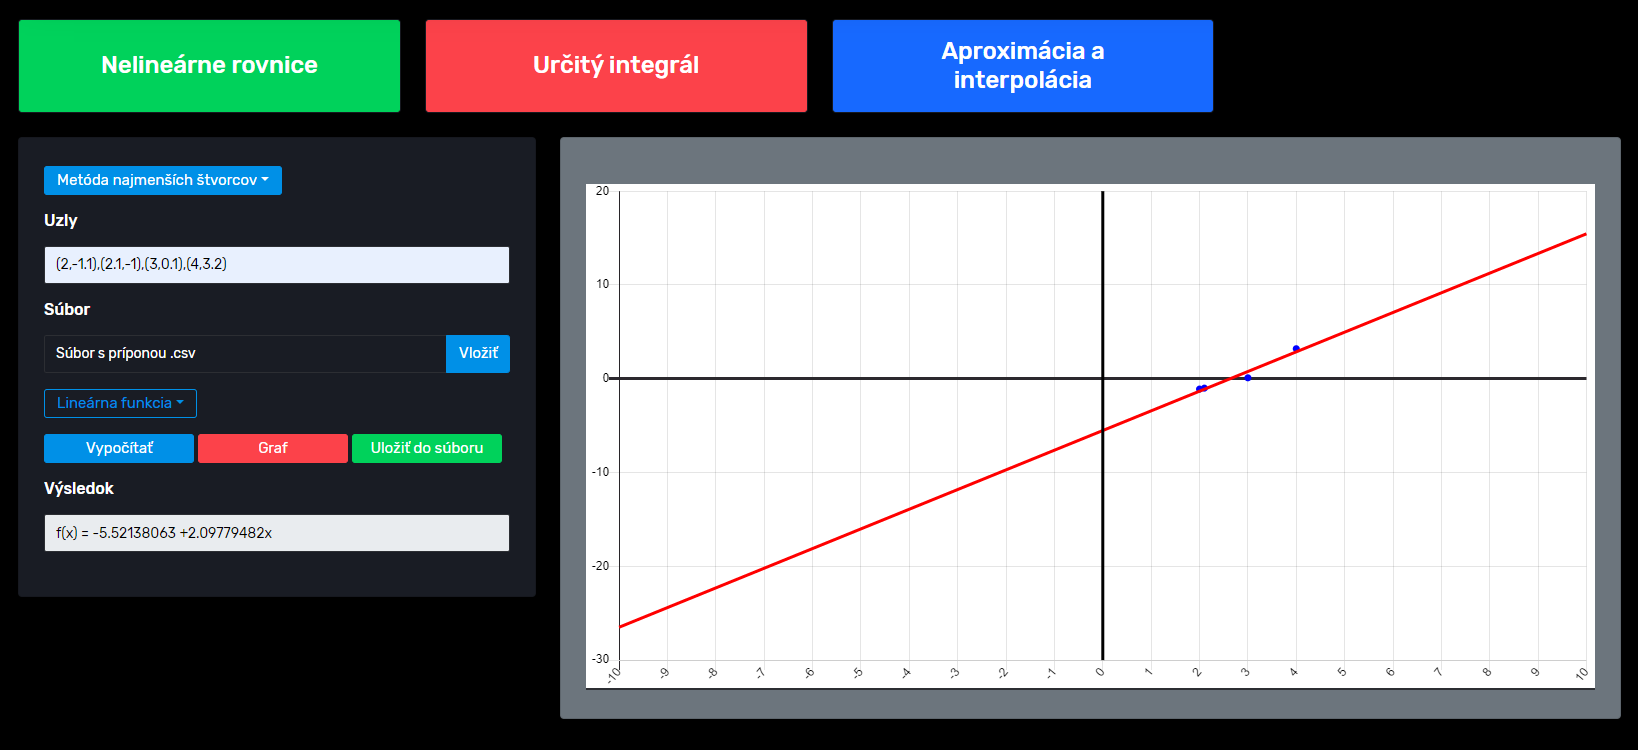 Nelineárne rovnice
Určitý integrál
Aproximácia a
interpolácia
Metóda najmenších štvorcov
Uzly
(2,-1.1),(2.1,-1),(3,0.1),(4,3.2)
Súbor
Súbor s príponou .csv
Vložiť
Lineárna funkcia
Vypočítať
Graf
Uložiť do súboru
Výsledok
f(x) = -5.52138063 +2.09779482x
20
10
0
-10
-20
-30
-10 -9 -8 -7 -6 -5 -4 -3 -2 -1 0 1 2 3 4 5 6 7 8 9 10